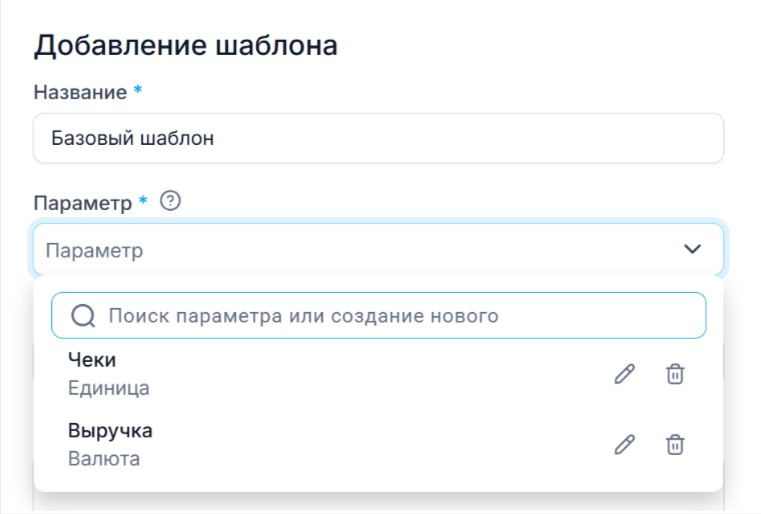 Добавление шаблона
Название *
Базовый шаблон
Параметр * ?
Параметр
Поиск параметра или создание нового
Чеки
Единица
Выручка
Валюта